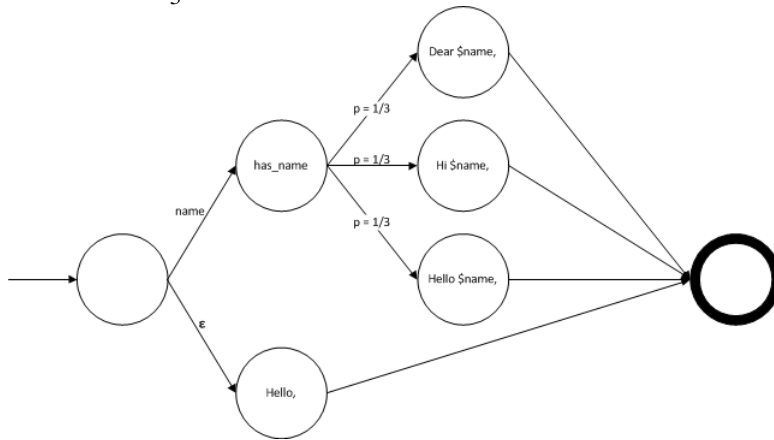 Dear $name,
p = 1/3
has_name
p = 1/3
Hi $name,
name
p = 1/3
Hello $name,
ε
Hello,